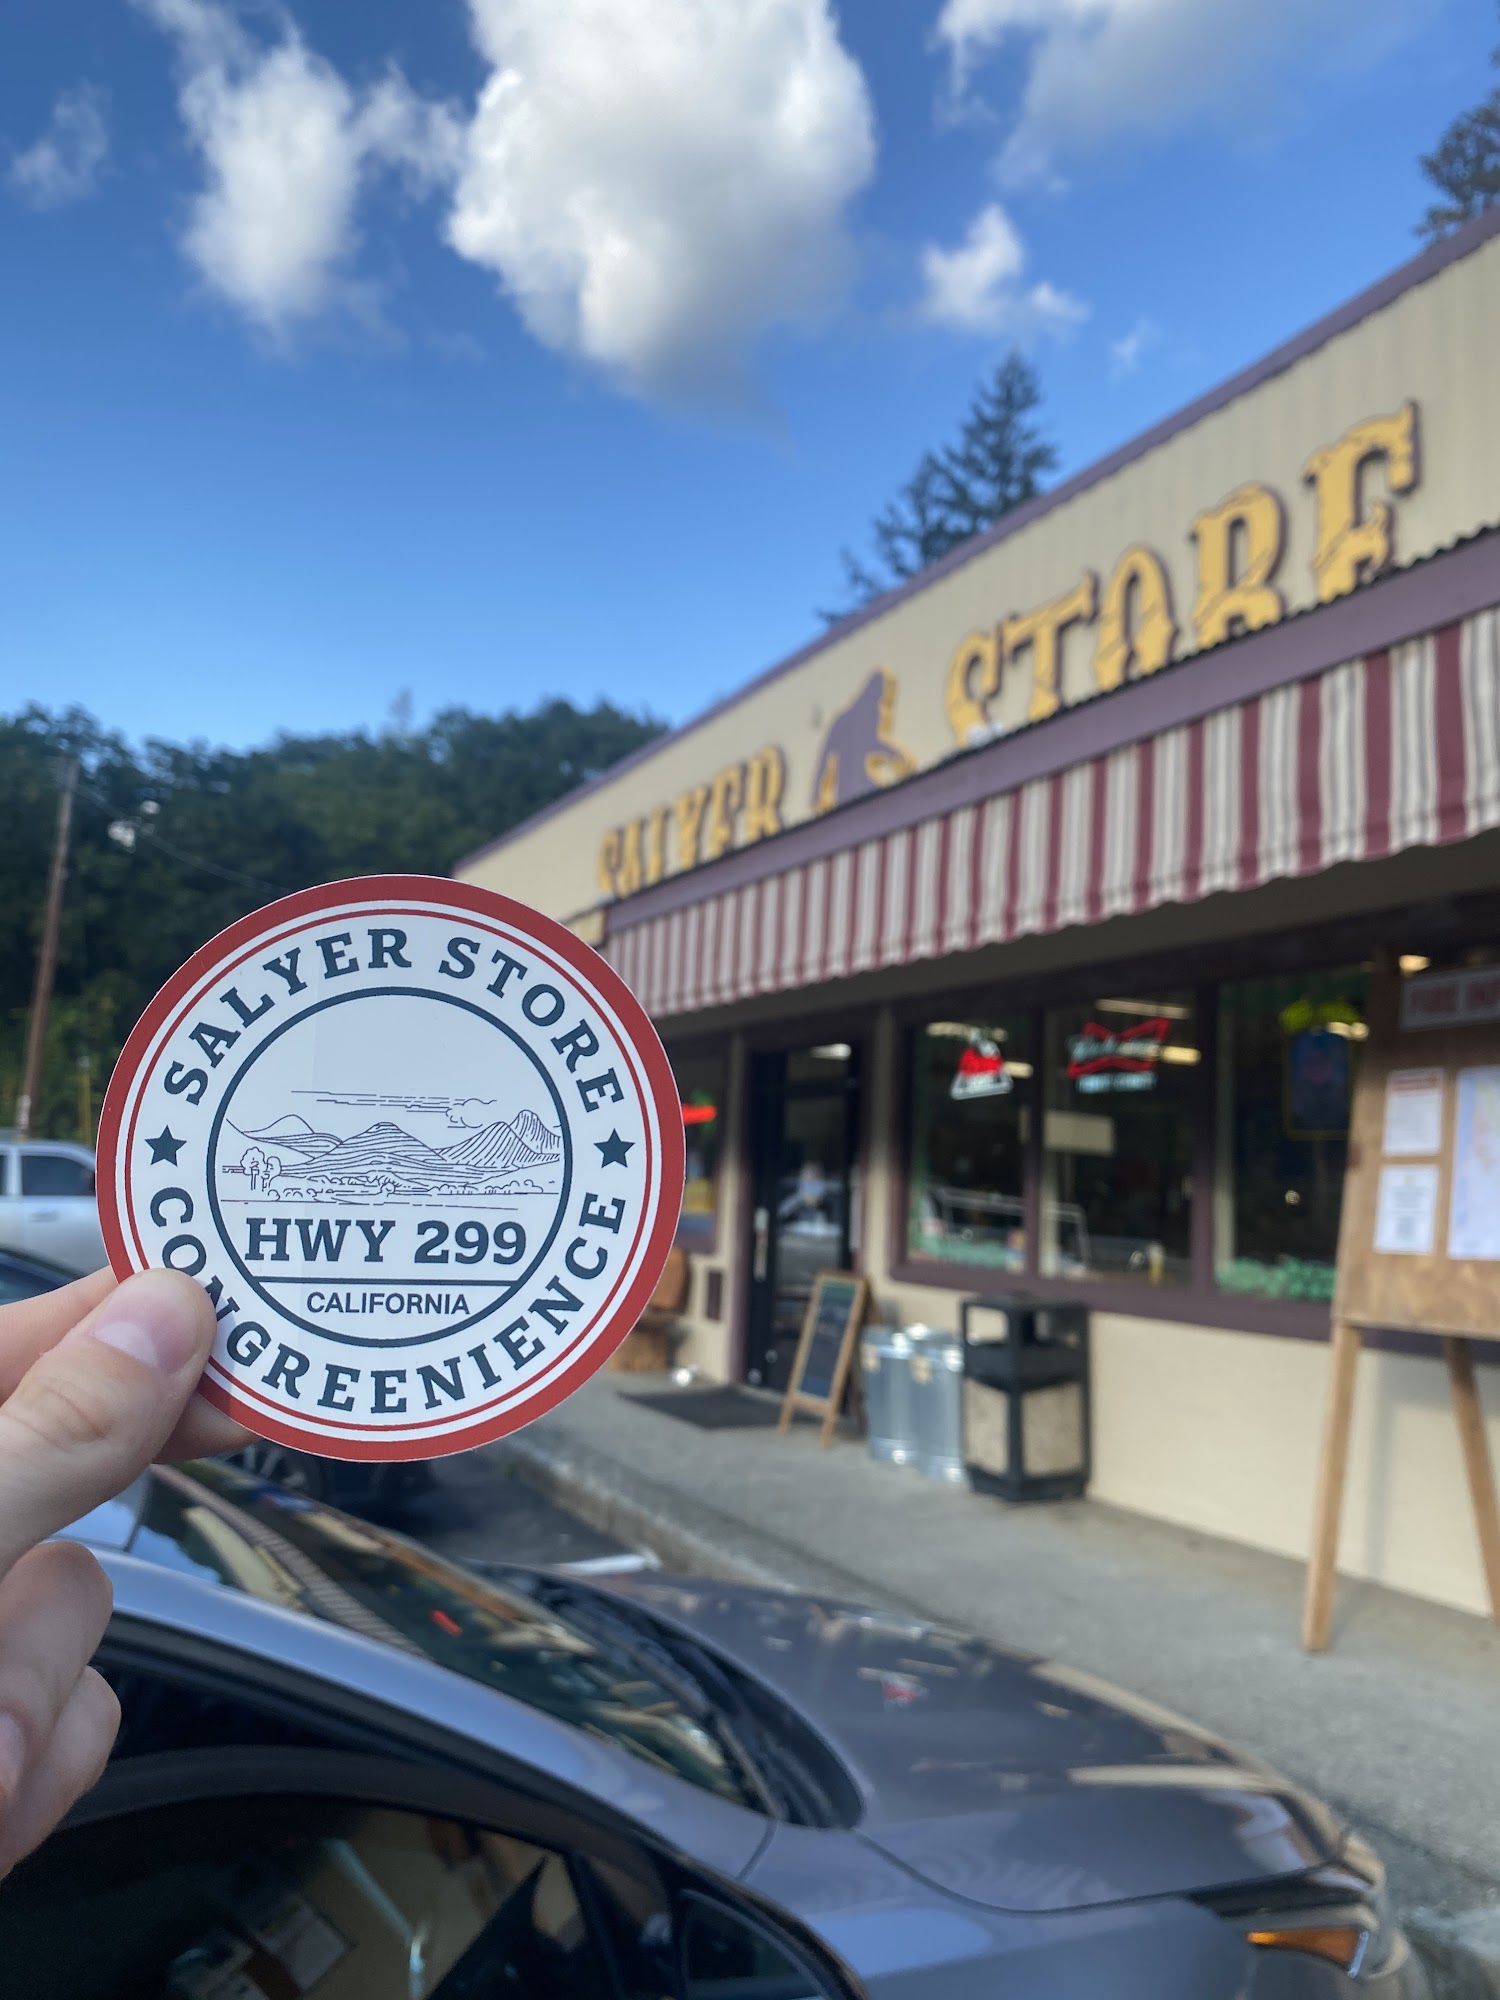 SALYER STORE
SALYER STORE
HWY 299
CALIFORNIA
CONGREENIENCE